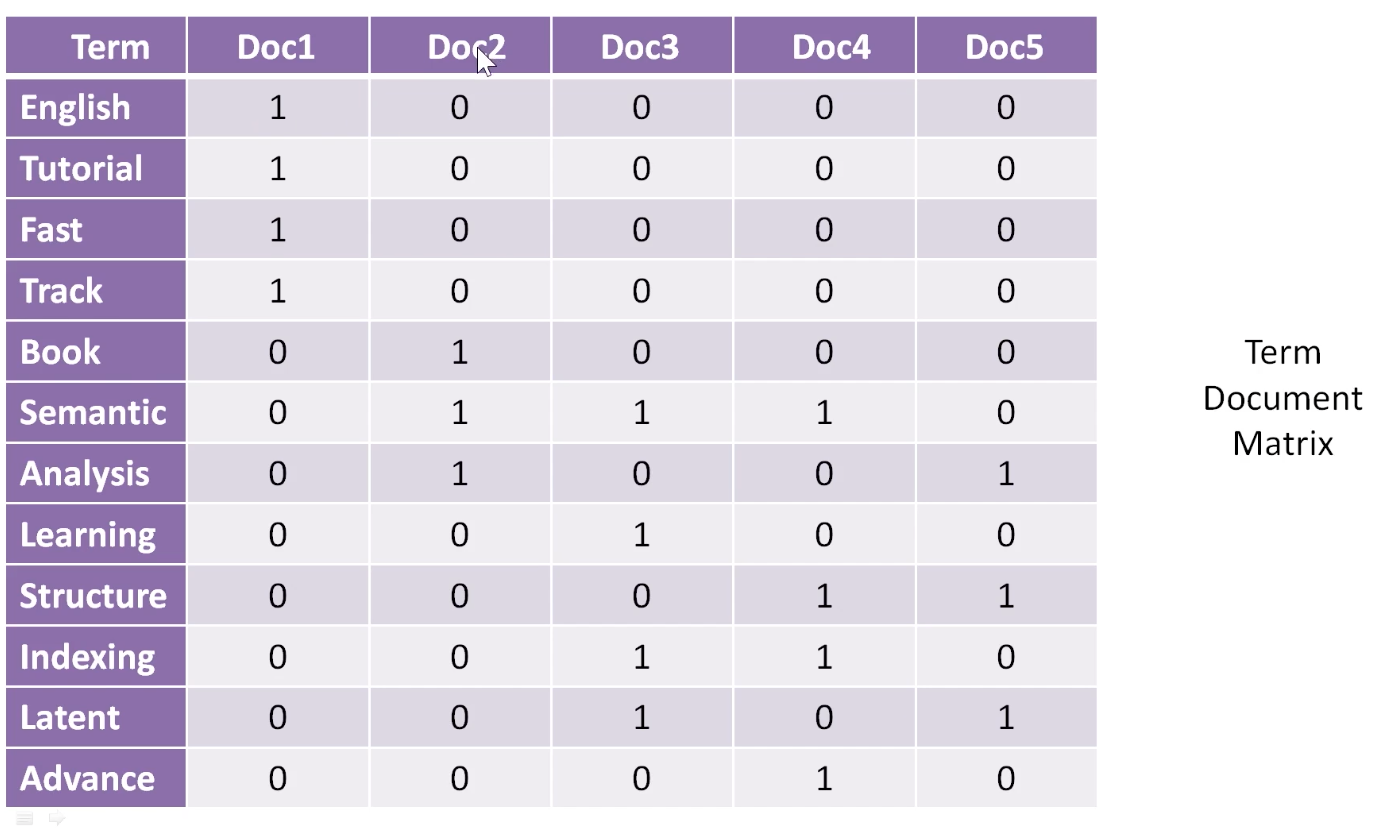 Term Doc1 Doc2 Doc3 Doc4 Doc5
English 1 0 0 0 0
Tutorial 1 0 0 0 0
Fast 1 0 0 0 0
Track 1 0 0 0 0
Book 0 1 0 0 0
Semantic 0 1 1 1 0
Analysis 0 1 0 0 1
Learning 0 0 1 0 0
Structure 0 0 0 1 1
Indexing 0 0 1 1 0
Latent 0 0 1 0 1
Advance 0 0 0 1 0
Term
Document
Matrix